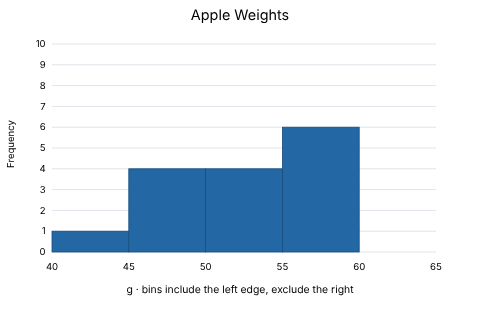 Apple Weights
10
9
8
7
6
5
4
3
2
1
0
Frequency
40 45 50 55 60 65
g · bins include the left edge, exclude the right